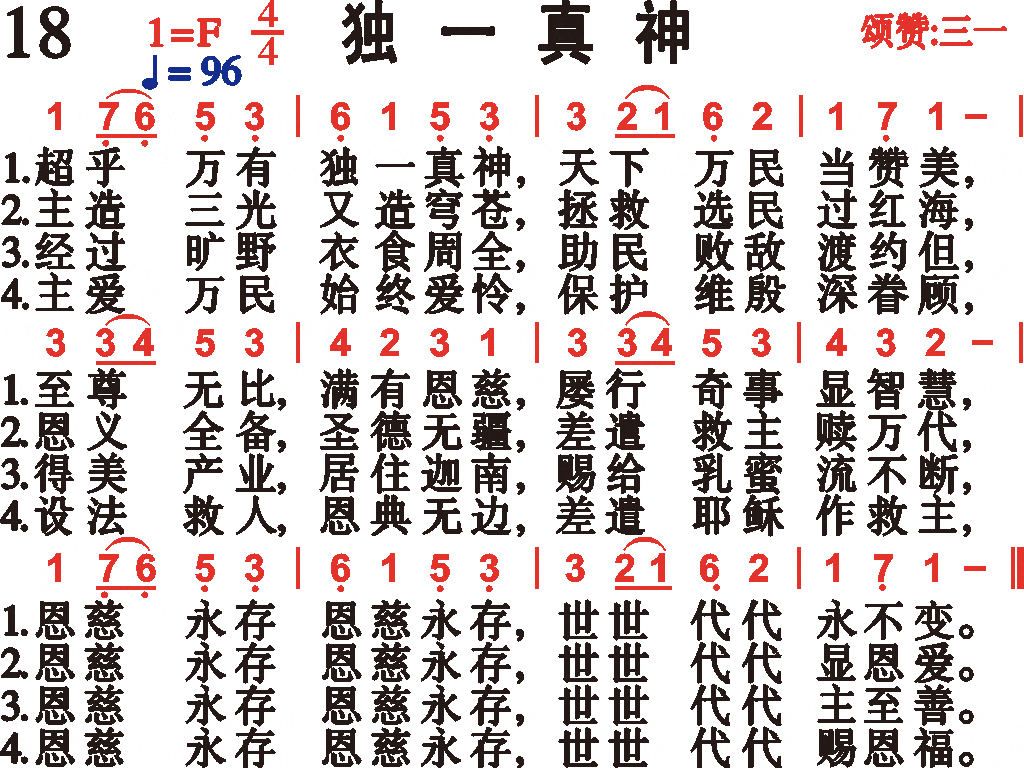 18 1=F 4/4 独一真神 颂赞:三一
♩=96
1 7̣ 6̣ 5̣ 3̣ | 6̣ 1 5̣ 3̣ | 3 2 1 6̣ 2 | 1 7̣ 1 – |
1.超乎 万有 独一真神，天下 万民 当赞美，
2.主造 三光 又造穹苍，拯救 选民 过红海，
3.经过 旷野 衣食周全，助民 败敌 渡约但，
4.主爱 万民 始终爱怜，保护 维殷 深眷顾，
3 3 4 5 3 | 4 2 3 1 | 3 3 4 5 3 | 4 3 2 – |
1.至尊 无比，满有恩慈，屡行 奇事 显智慧，
2.恩义 全备，圣德无疆，差遣 救主 赎万代，
3.得美 产业，居住迦南，赐给 乳蜜 流不断，
4.设法 救人，恩典无边，差遣 耶稣 作救主，
1 7̣ 6̣ 5̣ 3̣ | 6̣ 1 5̣ 3̣ | 3 2 1 6̣ 2 | 1 7̣ 1 – ‖
1.恩慈 永存 恩慈永存，世世 代代 永不变。
2.恩慈 永存 恩慈永存，世世 代代 显恩爱。
3.恩慈 永存 恩慈永存，世世 代代 主至善。
4.恩慈 永存 恩慈永存，世世 代代 赐恩福。